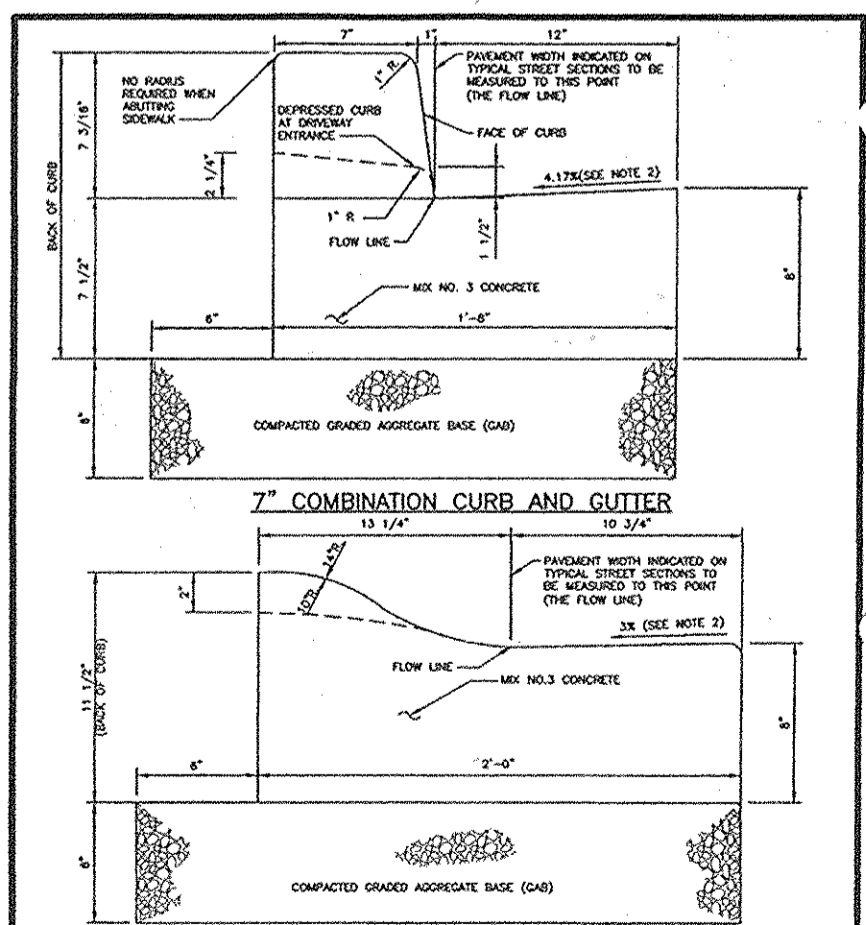 7"
1"
12"
NO RADIUS
REQUIRED WHEN
ABUTTING
SIDEWALK
1" R.
PAVEMENT WIDTH INDICATED ON
TYPICAL STREET SECTIONS TO BE
MEASURED TO THIS POINT
(THE FLOW LINE)
DEPRESSED CURB
AT DRIVEWAY
ENTRANCE
FACE OF CURB
7 3/16"
2 1/4"
4.17%(SEE NOTE 2)
1" R.
FLOW LINE
1 1/2"
BACK OF CURB
7 1/2"
MIX NO. 3 CONCRETE
8"
6"
1'-8"
6"
COMPACTED GRADED AGGREGATE BASE (GAB)
7" COMBINATION CURB AND GUTTER
13 1/4"
10 3/4"
14"R.
10"R.
2"
PAVEMENT WIDTH INDICATED ON
TYPICAL STREET SECTIONS TO
BE MEASURED TO THIS POINT
(THE FLOW LINE)
3% (SEE NOTE 2)
FLOW LINE
MIX NO.3 CONCRETE
11 1/2"
(BACK OF CURB)
8"
6"
2'-0"
6"
COMPACTED GRADED AGGREGATE BASE (GAB)